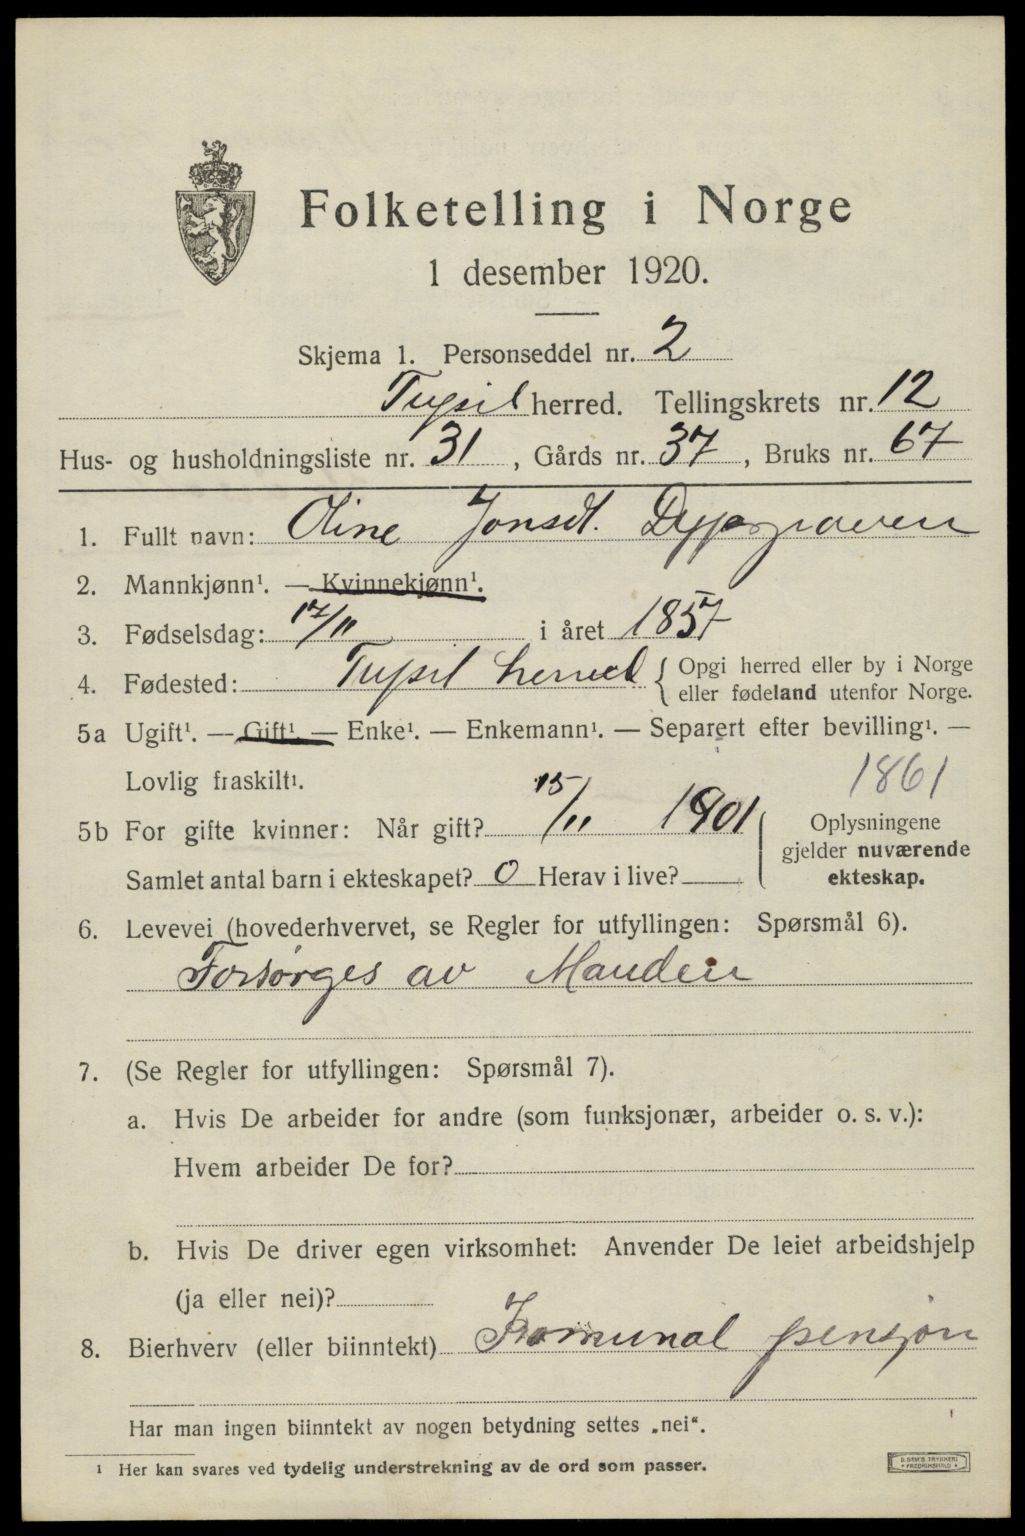 Folketelling i Norge
1 desember 1920.
Skjema 1. Personseddel nr. 2
Trysil herred. Tellingskrets nr. 12
Hus- og husholdningsliste nr. 31, Gårds nr. 37, Bruks nr. 67
1. Fullt navn: Oline Jonsdt. Dypgraven
2. Mannkjønn¹. — Kvinnekjønn¹.
3. Fødselsdag: 17/11 i året 1857
4. Fødested: Trysil herred { Opgi herred eller by i Norge
eller fødeland utenfor Norge.
5a Ugift¹. — Gift¹. — Enke¹. — Enkemann¹. — Separert efter bevilling¹. —
Lovlig fraskilt¹. 1861
5b For gifte kvinner: Når gift? 15/11 1901
Samlet antal barn i ekteskapet? 0 Herav i live?
Oplysningene
gjelder nuværende
ekteskap.
6. Levevei (hovederhvervet, se Regler for utfyllingen: Spørsmål 6).
Forsørges av Manden
7. (Se Regler for utfyllingen: Spørsmål 7).
a. Hvis De arbeider for andre (som funksjonær, arbeider o. s. v.):
Hvem arbeider De for?
b. Hvis De driver egen virksomhet: Anvender De leiet arbeidshjelp
(ja eller nei)?
8. Bierhverv (eller biinntekt) Komunal pensjon
Har man ingen biinntekt av nogen betydning settes „nei“.
¹ Her kan svares ved tydelig understrekning av de ord som passer.